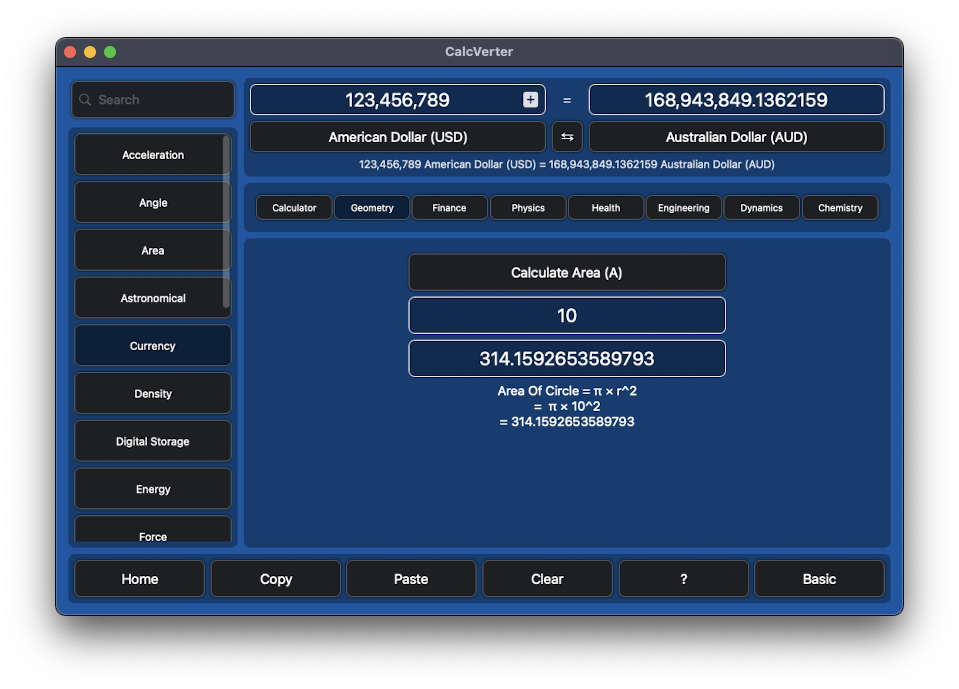 CalcVerter
Search
123,456,789 = 168,943,849.1362159
American Dollar (USD) ⇆ Australian Dollar (AUD)
123,456,789 American Dollar (USD) = 168,943,849.1362159 Australian Dollar (AUD)
Acceleration
Angle
Area
Astronomical
Currency
Density
Digital Storage
Energy
Force
Calculator Geometry Finance Physics Health Engineering Dynamics Chemistry
Calculate Area (A)
10
314.1592653589793
Area Of Circle = π × r^2
= π × 10^2
= 314.1592653589793
Home Copy Paste Clear ? Basic